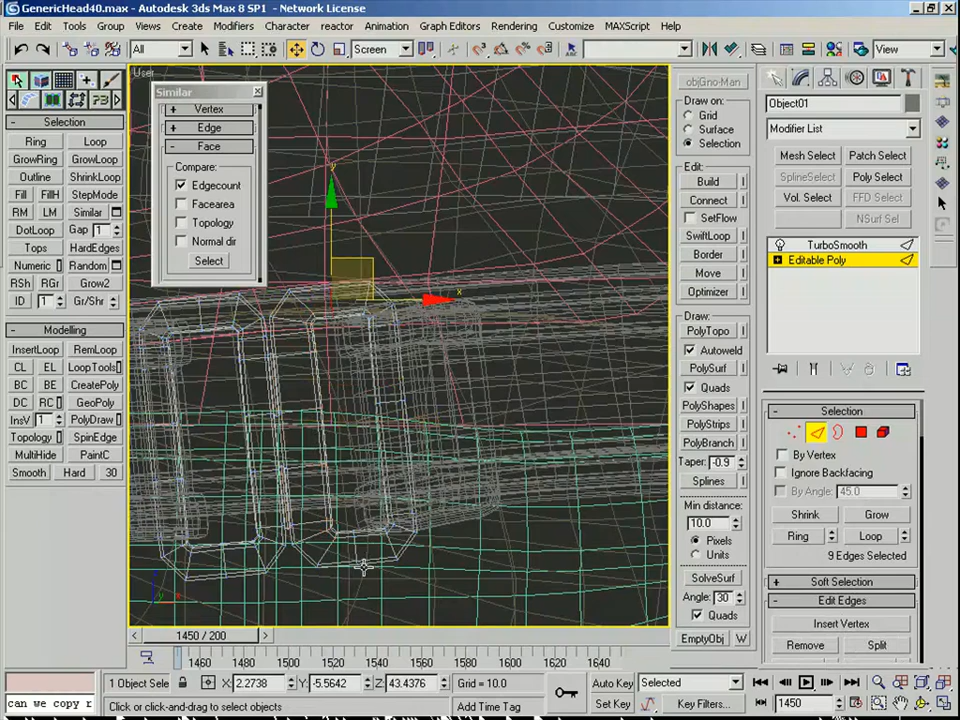 GenericHead40.max - Autodesk 3ds Max 8 SP1 - Network License
File Edit Tools Group Views Create Modifiers Character reactor Animation Graph Editors Rendering Customize MAXScript Help
All Screen View
User
Similar
+ Vertex
+ Edge
- Face
Compare:
Edgecount
Facearea
Topology
Normal dir
Select
- Selection
Ring Loop
GrowRing GrowLoop
Outline ShrinkLoop
Fill FillH StepMode
RM LM Similar
DotLoop Gap 1
Tops HardEdges
Numeric Random
RSh RGr Grow2
ID 1 Gr/Shr
- Modelling
InsertLoop RemLoop
CL EL LoopTools
BC BE CreatePoly
DC RC GeoPoly
InsV 1 PolyDraw
Topology SpinEdge
MultiHide PaintC
Smooth Hard 30
y
x
objGno-Man
Draw on:
Grid
Surface
Selection
Edit:
Build
Connect
SetFlow
SwiftLoop
Border
Move
Optimizer
Draw:
PolyTopo
Autoweld
PolySurf
Quads
PolyShapes
PolyStrips
PolyBranch
Taper: -0.9
Splines
Min distance:
10.0
Pixels
Units
SolveSurf
Angle: 30
Quads
EmptyObj W
Object01
Modifier List
Mesh Select Patch Select
SplineSelect Poly Select
Vol. Select FFD Select
NSurf Sel
TurboSmooth
Editable Poly
- Selection
By Vertex
Ignore Backfacing
By Angle: 45.0
Shrink Grow
Ring Loop
9 Edges Selected
+ Soft Selection
- Edit Edges
Insert Vertex
Remove Split
1450 / 200
1460 1480 1500 1520 1540 1560 1580 1600 1620 1640
1 Object Sele X: 2.2738 Y: -5.5642 Z: 43.4376 Grid = 10.0
Auto Key Selected
can we copy r Click or click-and-drag to select objects Add Time Tag
Set Key Key Filters... 1450